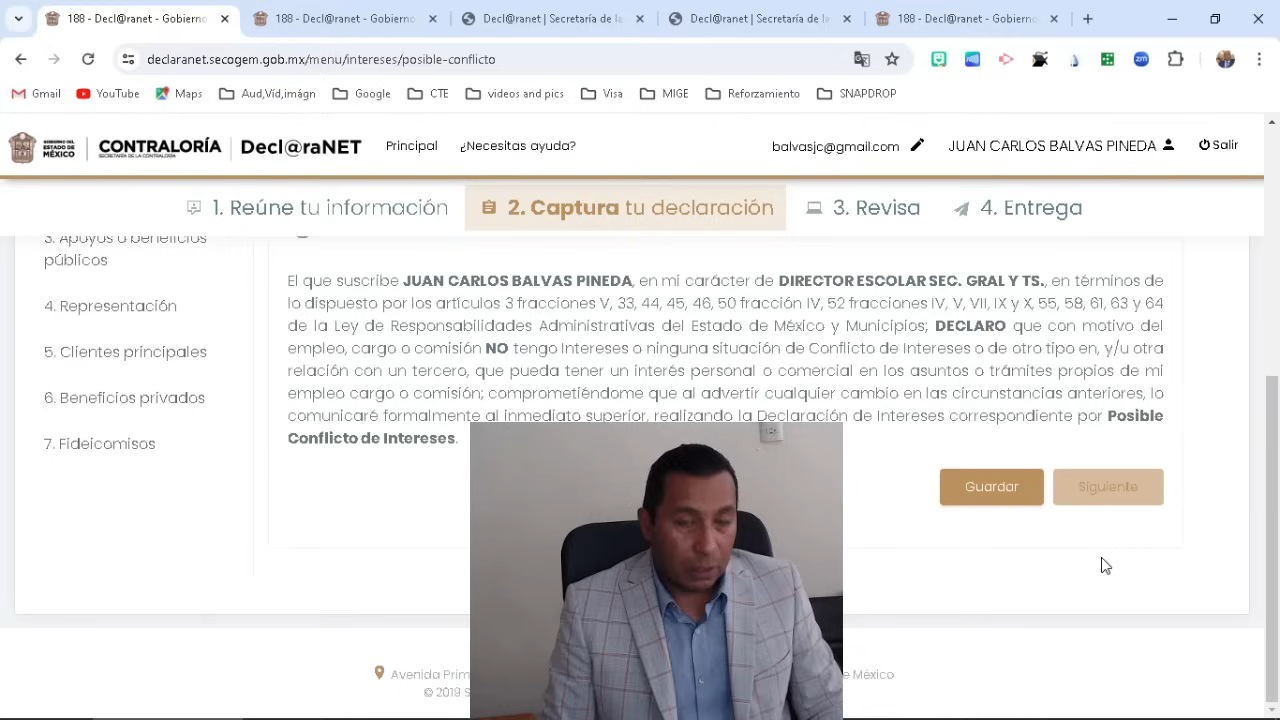 188 - Declaranet - Gobierno
188 - Declaranet - Gobierno
Decl@ranet | Secretaría de la
Decl@ranet | Secretaría de la
188 - Declaranet - Gobierno
declaranet.secogem.gob.mx/menu/intereses/posible-conflicto
Gmail
YouTube
Maps
Aud,Víd,imágn
Google
CTE
videos and pics
Visa
MIGE
Reforzamiento
SNAPDROP
GOBIERNO DEL
ESTADO DE
MÉXICO
CONTRALORÍA
SECRETARÍA DE LA CONTRALORÍA
Decl@raNET
Principal
¿Necesitas ayuda?
balvasjc@gmail.com
JUAN CARLOS BALVAS PINEDA
Salir
1. Reúne tu información
2. Captura tu declaración
3. Revisa
4. Entrega
3. Apoyos o beneficios
públicos
4. Representación
5. Clientes principales
6. Beneficios privados
7. Fideicomisos
El que suscribe JUAN CARLOS BALVAS PINEDA, en mi carácter de DIRECTOR ESCOLAR SEC. GRAL Y TS., en términos de
lo dispuesto por los artículos 3 fracciones V, 33, 44, 45, 46, 50 fracción IV, 52 fracciones IV, V, VII, IX y X, 55, 58, 61, 63 y 64
de la Ley de Responsabilidades Administrativas del Estado de México y Municipios; DECLARO que con motivo del
empleo, cargo o comisión NO tengo Intereses o ninguna situación de Conflicto de Intereses o de otro tipo en, y/u otra
relación con un tercero, que pueda tener un interés personal o comercial en los asuntos o trámites propios de mi
empleo cargo o comisión; comprometiéndome que al advertir cualquier cambio en las circunstancias anteriores, lo
comunicaré formalmente al inmediato superior, realizando la Declaración de Intereses correspondiente por Posible
Conflicto de Intereses.
Guardar
Siguiente
Avenida Prim
e México
© 2019 S